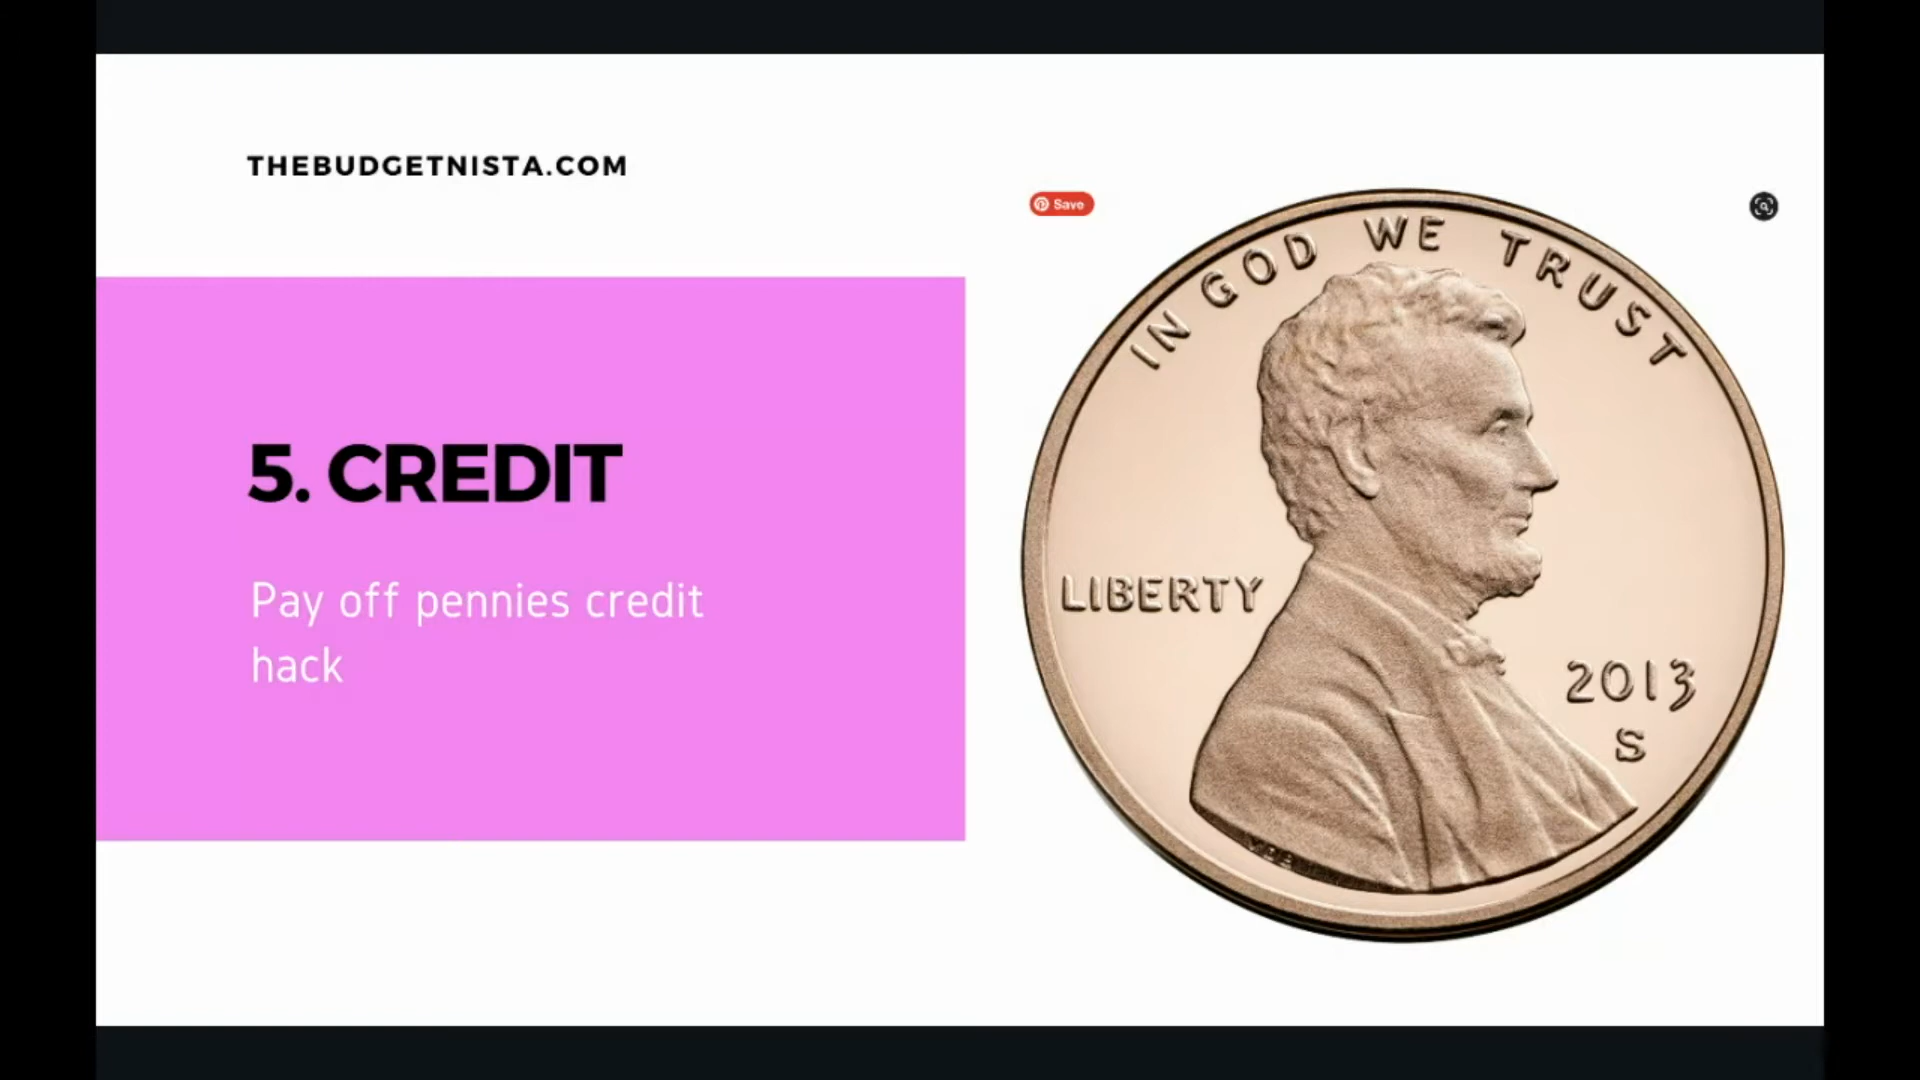 THEBUDGETNISTA.COM
5. CREDIT
Pay off pennies credit
hack
Save
IN GOD WE TRUST
LIBERTY
2013
S